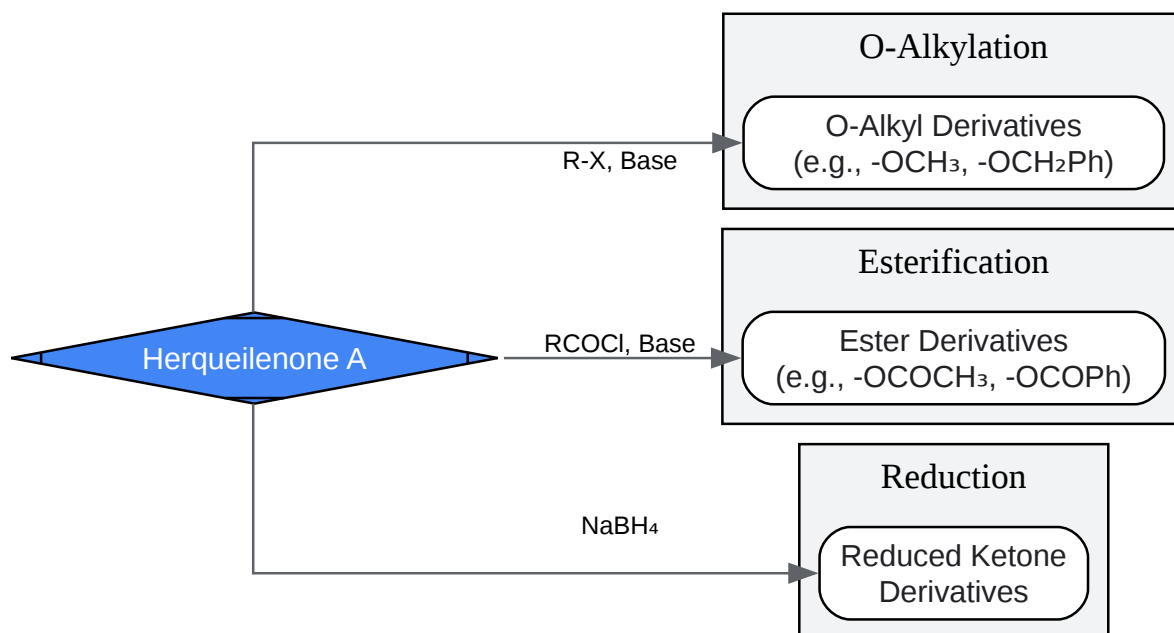 O-Alkylation
O-Alkyl Derivatives
(e.g., -OCH₃, -OCH₂Ph)
R-X, Base
Esterification
Herqueilenone A
RCOCl, Base
Ester Derivatives
(e.g., -OCOCH₃, -OCOPh)
Reduction
NaBH₄
Reduced Ketone
Derivatives